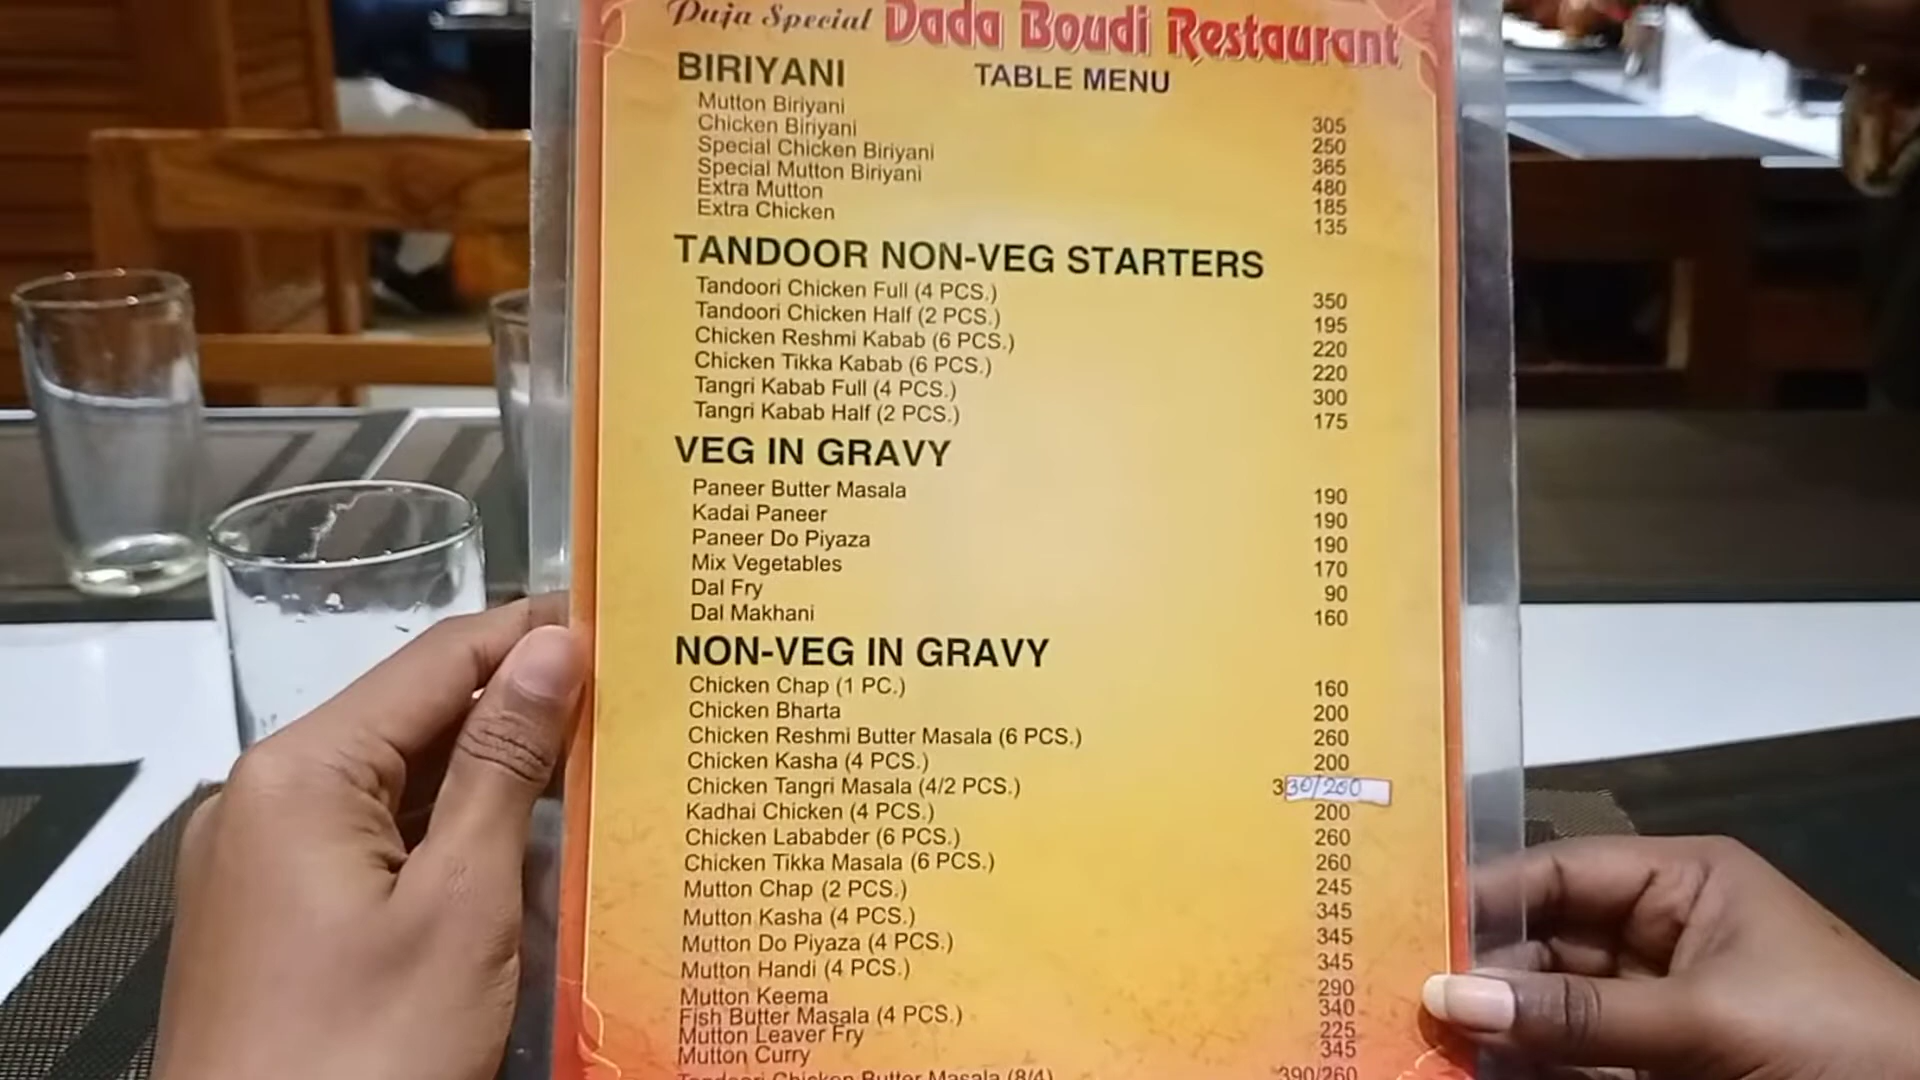 Puja Special Dada Boudi Restaurant
TABLE MENU
BIRIYANI
Mutton Biriyani 305
Chicken Biriyani 250
Special Chicken Biriyani 365
Special Mutton Biriyani 480
Extra Mutton 185
Extra Chicken 135
TANDOOR NON-VEG STARTERS
Tandoori Chicken Full (4 PCS.) 350
Tandoori Chicken Half (2 PCS.) 195
Chicken Reshmi Kabab (6 PCS.) 220
Chicken Tikka Kabab (6 PCS.) 220
Tangri Kabab Full (4 PCS.) 300
Tangri Kabab Half (2 PCS.) 175
VEG IN GRAVY
Paneer Butter Masala 190
Kadai Paneer 190
Paneer Do Piyaza 190
Mix Vegetables 170
Dal Fry 90
Dal Makhani 160
NON-VEG IN GRAVY
Chicken Chap (1 PC.) 160
Chicken Bharta 200
Chicken Reshmi Butter Masala (6 PCS.) 260
Chicken Kasha (4 PCS.) 200
Chicken Tangri Masala (4/2 PCS.) 330/260
Kadhai Chicken (4 PCS.) 200
Chicken Lababder (6 PCS.) 260
Chicken Tikka Masala (6 PCS.) 260
Mutton Chap (2 PCS.) 245
Mutton Kasha (4 PCS.) 345
Mutton Do Piyaza (4 PCS.) 345
Mutton Handi (4 PCS.) 345
Mutton Keema 290
Fish Butter Masala (4 PCS.) 340
Mutton Leaver Fry 225
Mutton Curry 345
Tandoori Chicken Butter Masala (8/4) 390/260